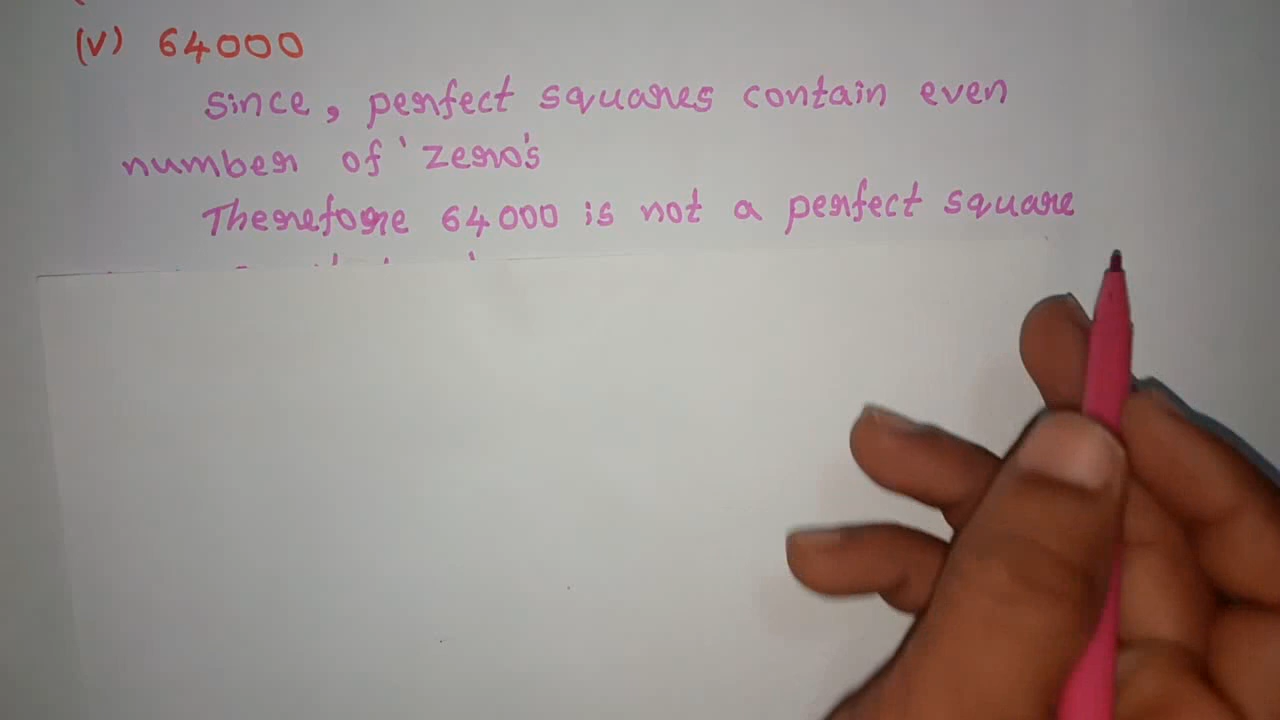 (v) 64000
Since, perfect squares contain even
number of 'zero's
Therefore 64000 is not a perfect square